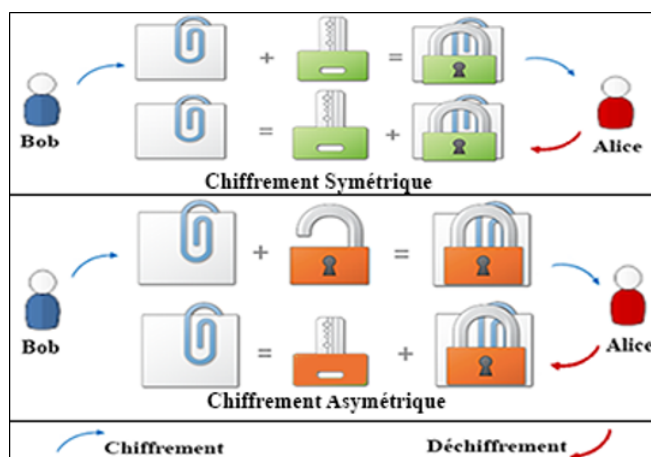 Bob
+
=
Alice
=
+
Chiffrement Symétrique
Bob
+
=
Alice
=
+
Chiffrement Asymétrique
Chiffrement
Déchiffrement